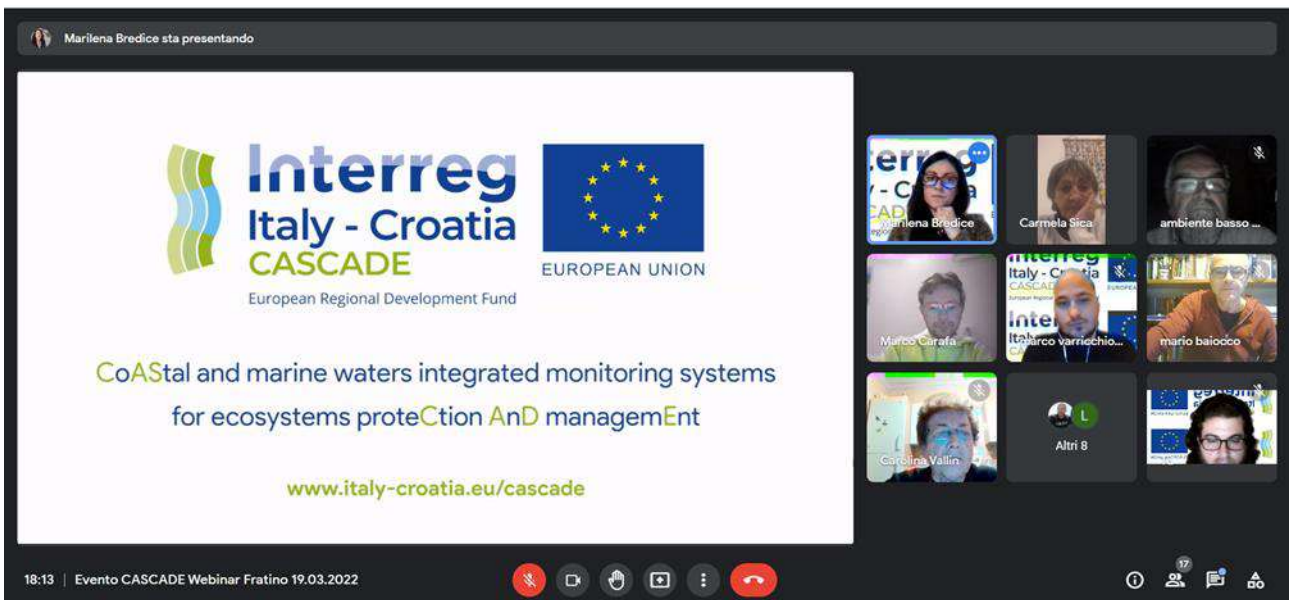 Marilena Bredice sta presentando
Interreg
Italy - Croatia
CASCADE
European Regional Development Fund
EUROPEAN UNION
CoAStal and marine waters integrated monitoring systems
for ecosystems proteCtion AnD managemEnt
www.italy-croatia.eu/cascade
Marilena Bredice
Carmela Sica
ambiente basso ...
Marco Carafa
Italy - Croatia
CASCADE
marco varricchio...
mario baiocco
Carolina Vallin
L
Altri 8
18:13 | Evento CASCADE Webinar Fratino 19.03.2022
17